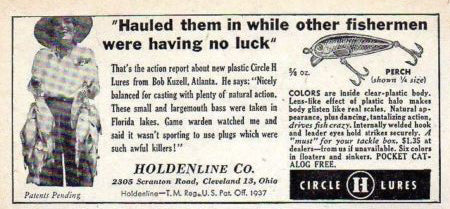 "Hauled them in while other fishermen
were having no luck"
That's the action report about new plastic Circle H
Lures from Bob Kuzell, Atlanta. He says: "Nicely
balanced for casting with plenty of natural action.
These small and largemouth bass were taken in
Florida lakes. Game warden watched me and
said it wasn't sporting to use plugs which were
such awful killers!"
HOLDENLINE CO.
2305 Scranton Road, Cleveland 13, Ohio
Holdenline—T. M. Reg. U. S. Pat. Off. 1937
Patents Pending
5/8 oz.
PERCH
(shown ¼ size)
COLORS are inside clear-plastic body.
Lens-like effect of plastic halo makes
body glisten like real scales. Natural ap-
pearance, plus dancing, tantalizing action,
drives fish crazy. Internally welded hook
and leader eyes hold strikes securely. A
"must" for your tackle box. $1.35 at
dealers—from us if unavailable. Six colors
in floaters and sinkers. POCKET CAT-
ALOG FREE.
CIRCLE H LURES